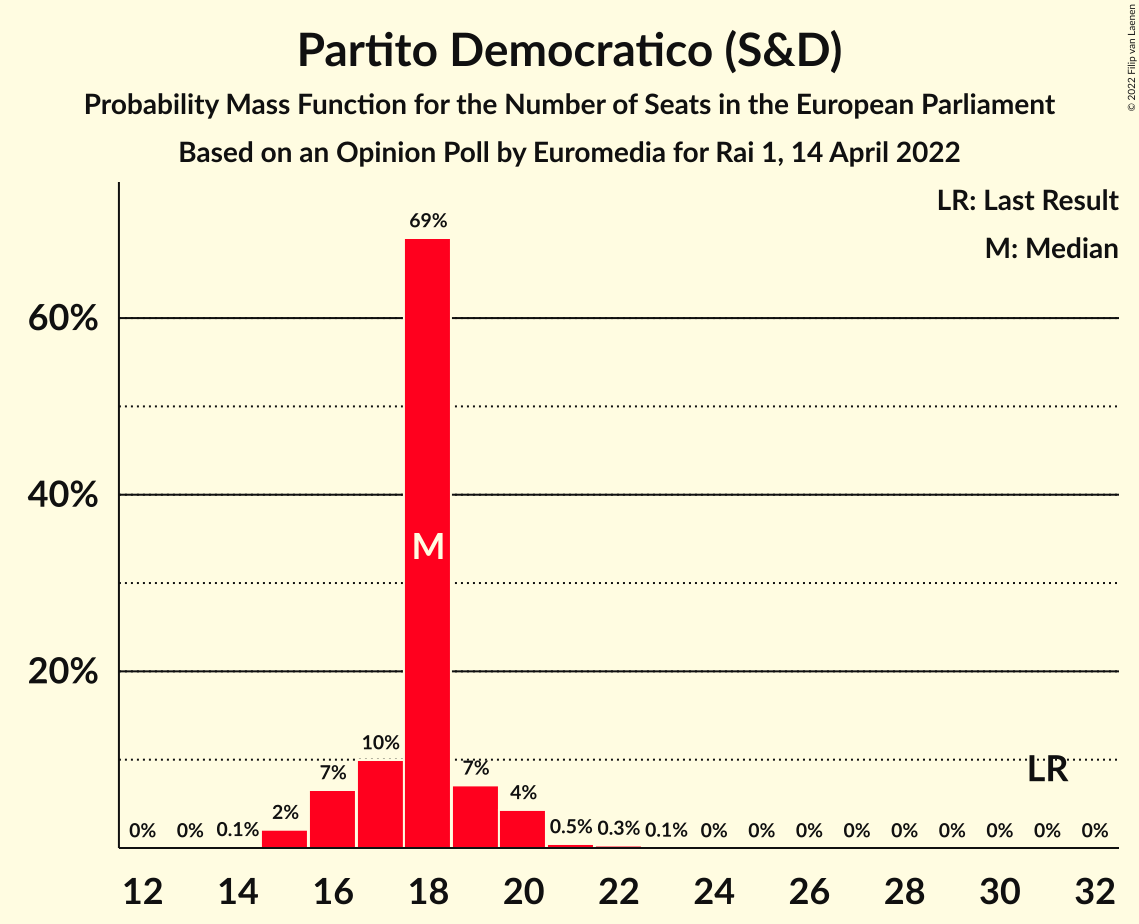 Partito Democratico (S&D)
Probability Mass Function for the Number of Seats in the European Parliament
Based on an Opinion Poll by Euromedia for Rai 1, 14 April 2022
© 2022 Filip van Laenen
LR: Last Result
M: Median
60%
40%
20%
0% 0% 0.1% 2% 7% 10% 69% 7% 4% 0.5% 0.3% 0.1% 0% 0% 0% 0% 0% 0% 0% 0% 0%
M
LR
12 14 16 18 20 22 24 26 28 30 32